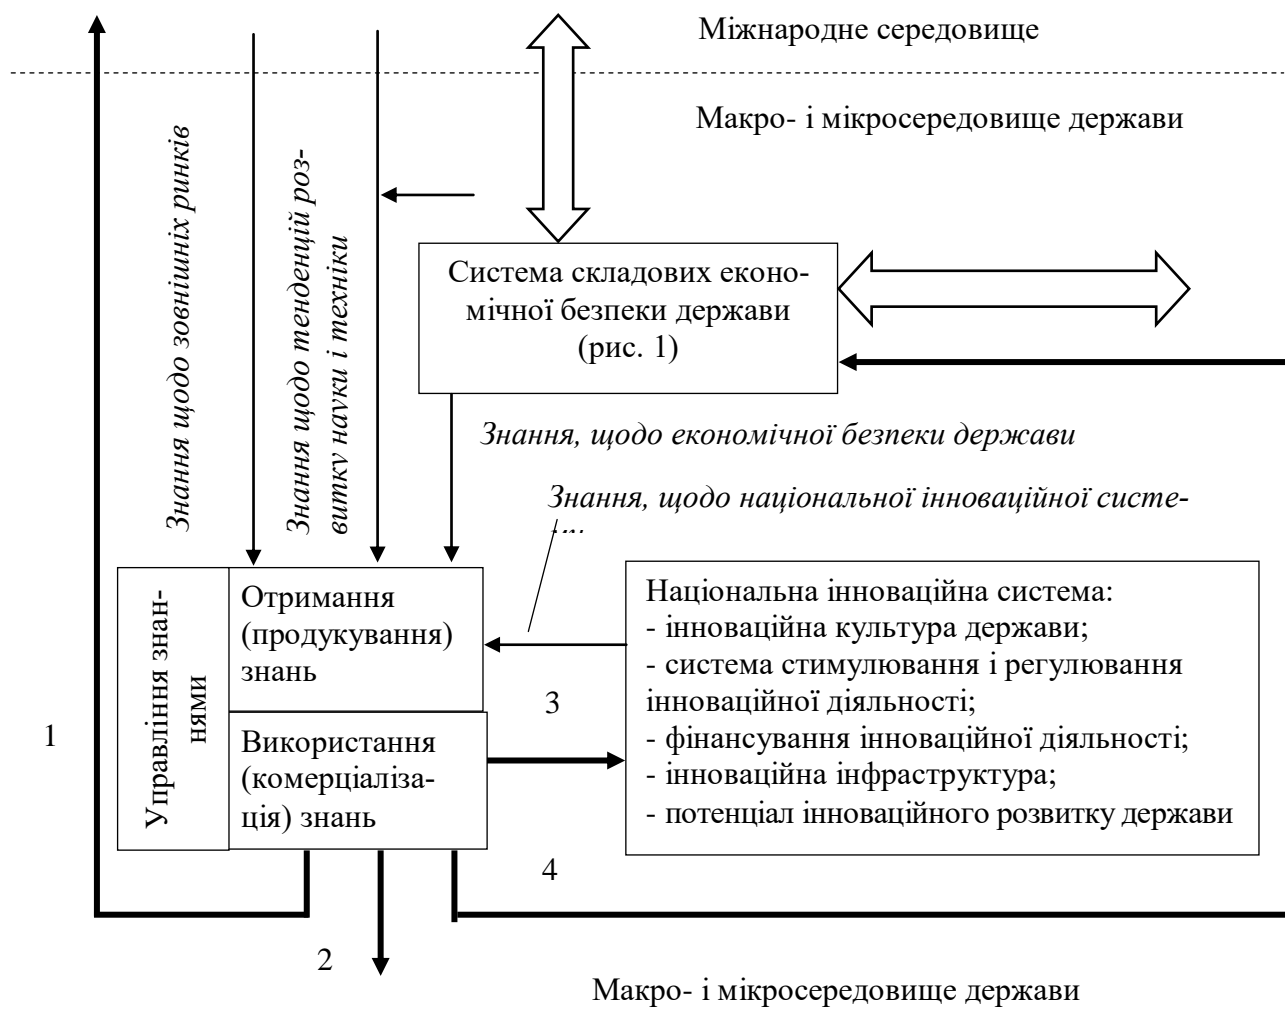 Міжнародне середовище
Макро- і мікросередовище держави
Знання щодо зовнішніх ринків
Знання щодо тенденцій роз-
витку науки і техніки
Система складових еконо-
мічної безпеки держави
(рис. 1)
Знання, щодо економічної безпеки держави
Знання, щодо національної інноваційної систе-
Управління знан-
нями
Отримання
(продукування)
знань
Використання
(комерціаліза-
ція) знань
Національна інноваційна система:
- інноваційна культура держави;
- система стимулювання і регулювання
інноваційної діяльності;
- фінансування інноваційної діяльності;
- інноваційна інфраструктура;
- потенціал інноваційного розвитку держави
1
3
4
2
Макро- і мікросередовище держави